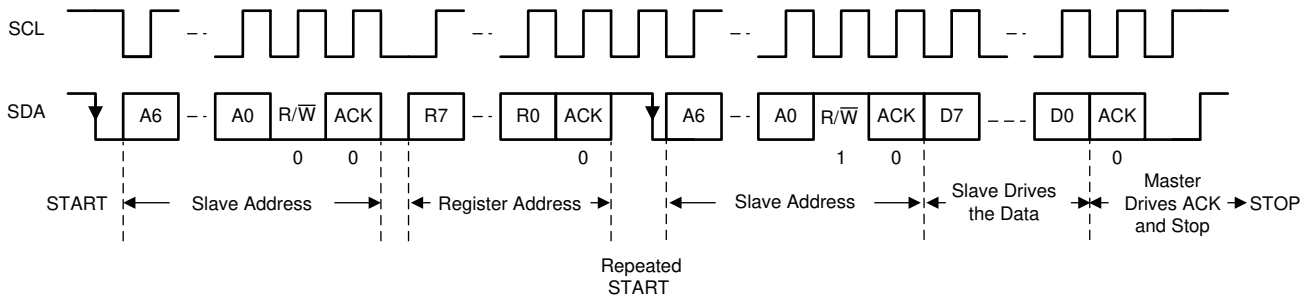 SCL
SDA
A6
A0
R/W̅
ACK
R7
R0
ACK
A6
A0
R/W̅
ACK
D7
D0
ACK
0
0
0
1
0
0
START
Slave Address
Register Address
Slave Address
Slave Drives
the Data
Master
Drives ACK
and Stop
STOP
Repeated
START